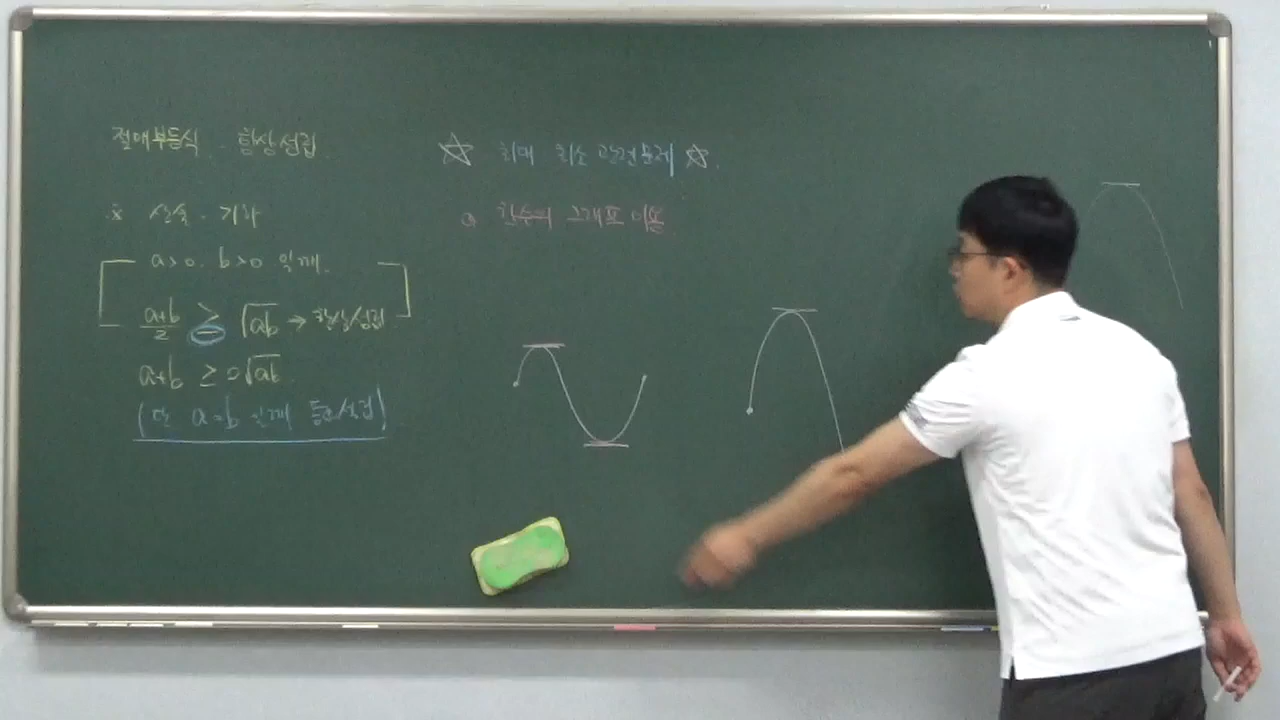 절대부등식 - 항상성립
※ 산술 - 기하
a>0. b>0 일때.
a+b/2 ≥ √ab → 항상성립
a+b ≥ 2√ab
(단 a=b 일때 등호성립)
☆ 최대 최소 관련문제 ☆.
① 함수의 그래프 이용